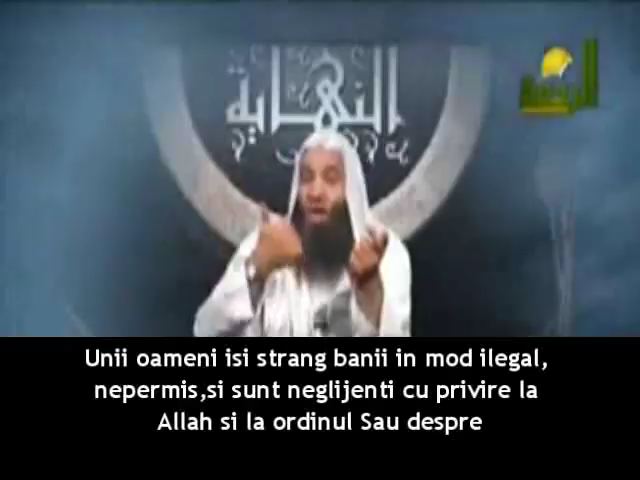 النهاية
الرحمة
Unii oameni isi strang banii in mod ilegal,
nepermis,si sunt neglijenti cu privire la
Allah si la ordinul Sau despre